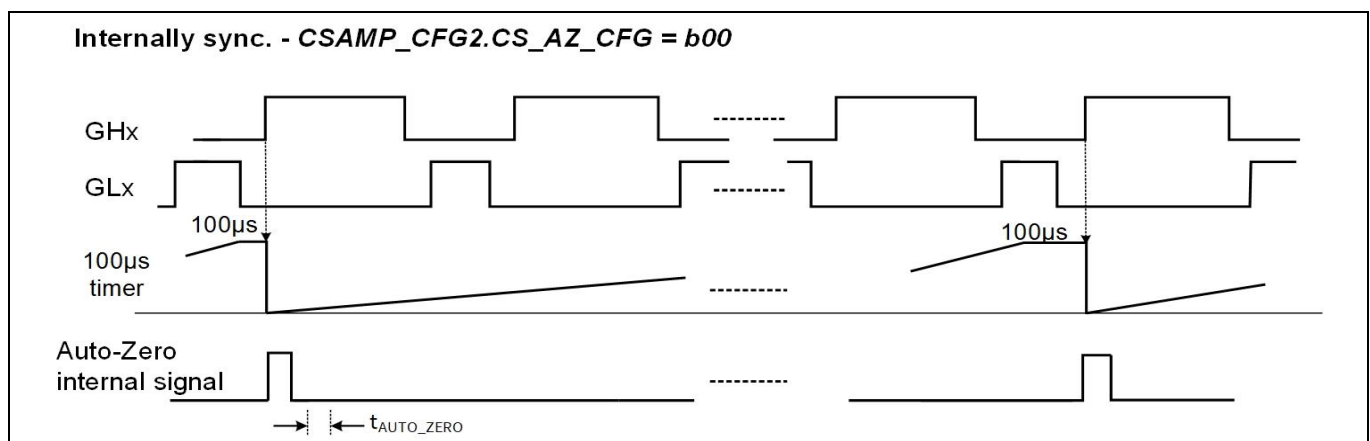 Internally sync. - CSAMP_CFG2.CS_AZ_CFG = b00
GHx
GLx
100µs
100µs
100µs
timer
Auto-Zero
internal signal
tAUTO_ZERO